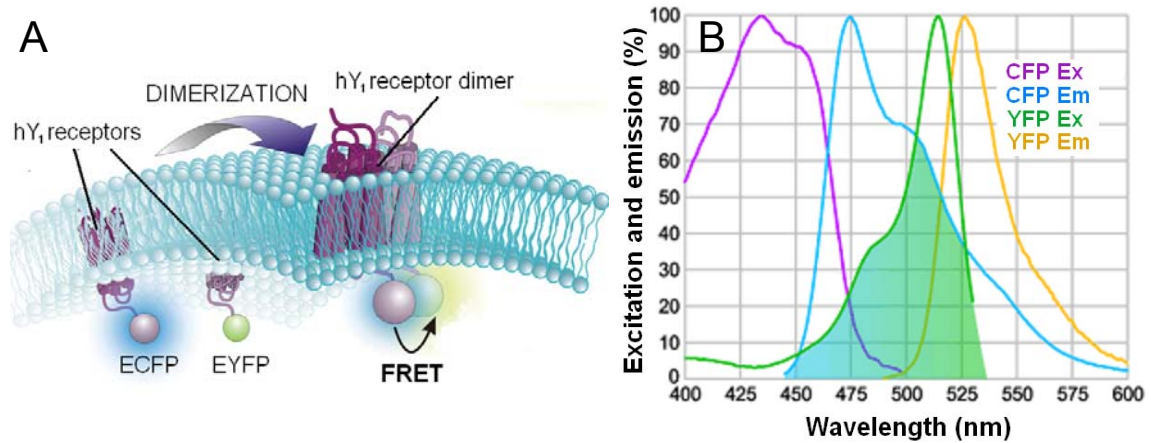 A
hY₁ receptor dimer
DIMERIZATION
hY₁ receptors
ECFP
EYFP
FRET
B
Excitation and emission (%)
100
90
80
70
60
50
40
30
20
10
0
CFP Ex
CFP Em
YFP Ex
YFP Em
400 425 450 475 500 525 550 575 600
Wavelength (nm)